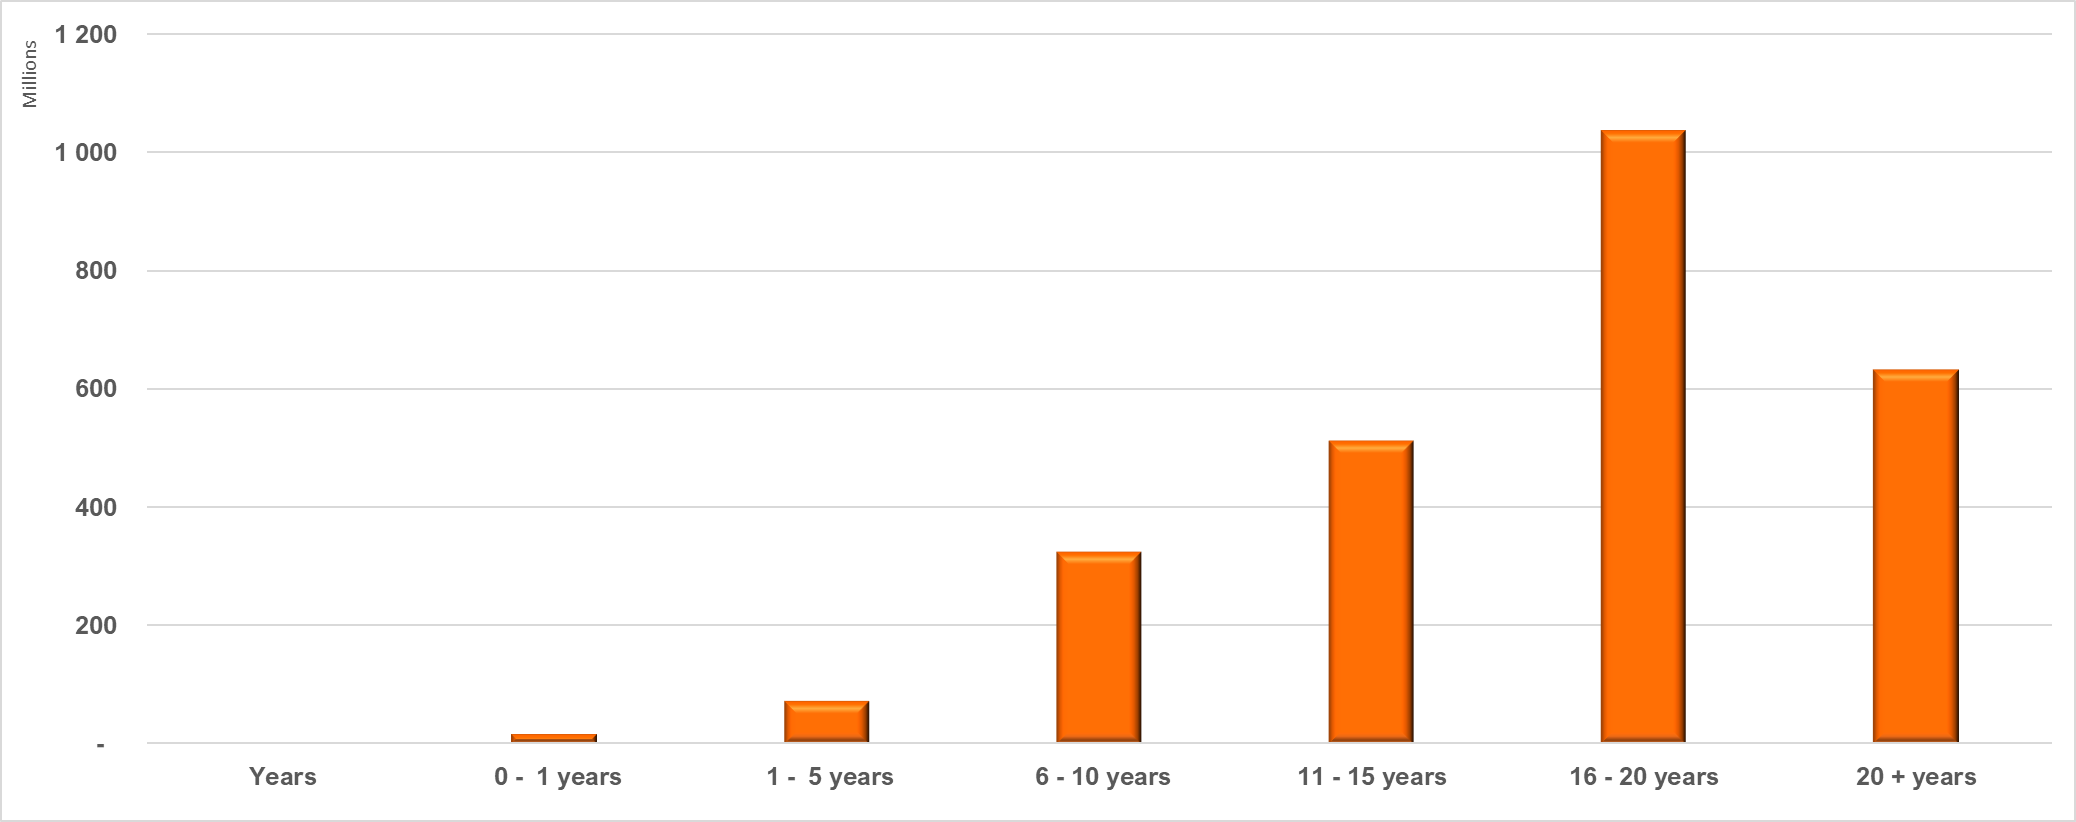 Millions
1 200
1 000
800
600
400
200
-
Years
0 -  1 years
1 -  5 years
6 - 10 years
11 - 15 years
16 - 20 years
20 + years